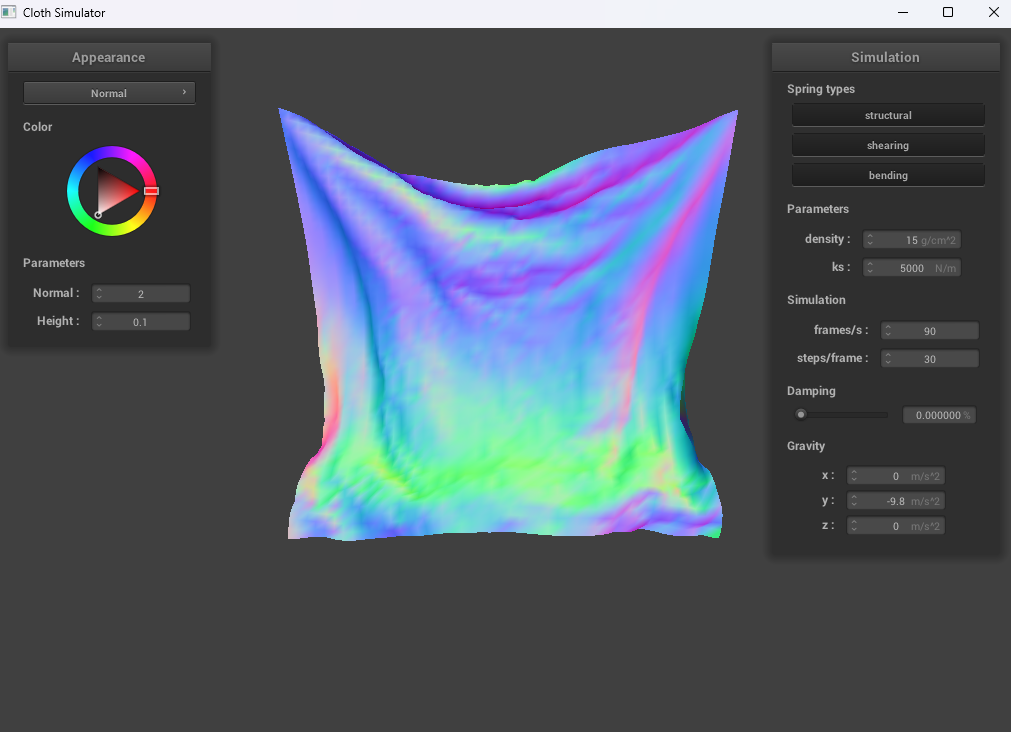 Cloth Simulator
Appearance
Normal
Color
Parameters
Normal : 2
Height : 0.1
Simulation
Spring types
structural
shearing
bending
Parameters
density : 15 g/cm^2
ks : 5000 N/m
Simulation
frames/s : 90
steps/frame : 30
Damping
0.000000 %
Gravity
x : 0 m/s^2
y : -9.8 m/s^2
z : 0 m/s^2